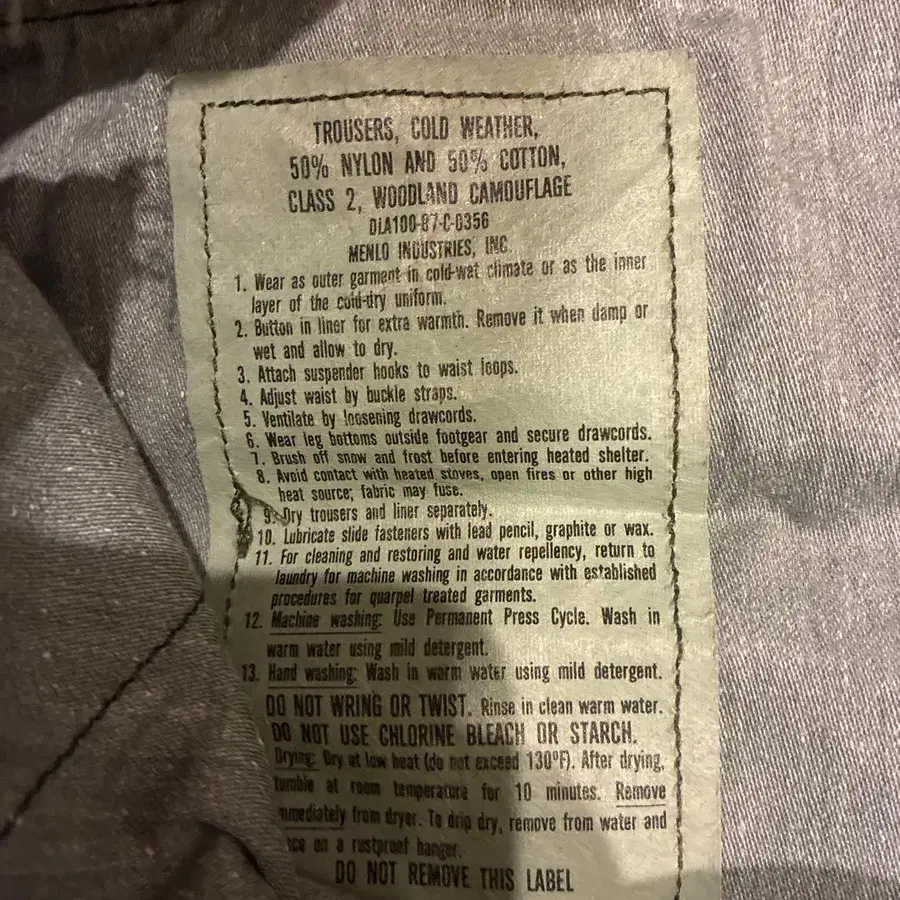 TROUSERS, COLD WEATHER,
50% NYLON AND 50% COTTON,
CLASS 2, WOODLAND CAMOUFLAGE
DLA100-87-C-0356
MENLO INDUSTRIES, INC
1. Wear as outer garment in cold-wet climate or as the inner
layer of the cold-dry uniform.
2. Button in liner for extra warmth. Remove it when damp or
wet and allow to dry.
3. Attach suspender hooks to waist loops.
4. Adjust waist by buckle straps.
5. Ventilate by loosening drawcords.
6. Wear leg bottoms outside footgear and secure drawcords.
7. Brush off snow and frost before entering heated shelter.
8. Avoid contact with heated stoves, open fires or other high
heat source; fabric may fuse.
9. Dry trousers and liner separately.
10. Lubricate slide fasteners with lead pencil, graphite or wax.
11. For cleaning and restoring and water repellency, return to
laundry for machine washing in accordance with established
procedures for quarpel treated garments.
12. Machine washing: Use Permanent Press Cycle. Wash in
warm water using mild detergent.
13. Hand washing: Wash in warm water using mild detergent.
DO NOT WRING OR TWIST. Rinse in clean warm water.
DO NOT USE CHLORINE BLEACH OR STARCH.
Drying: Dry at low heat (do not exceed 130°F). After drying,
tumble at room temperature for 10 minutes. Remove
immediately from dryer. To drip dry, remove from water and
on a rustproof hanger.
DO NOT REMOVE THIS LABEL